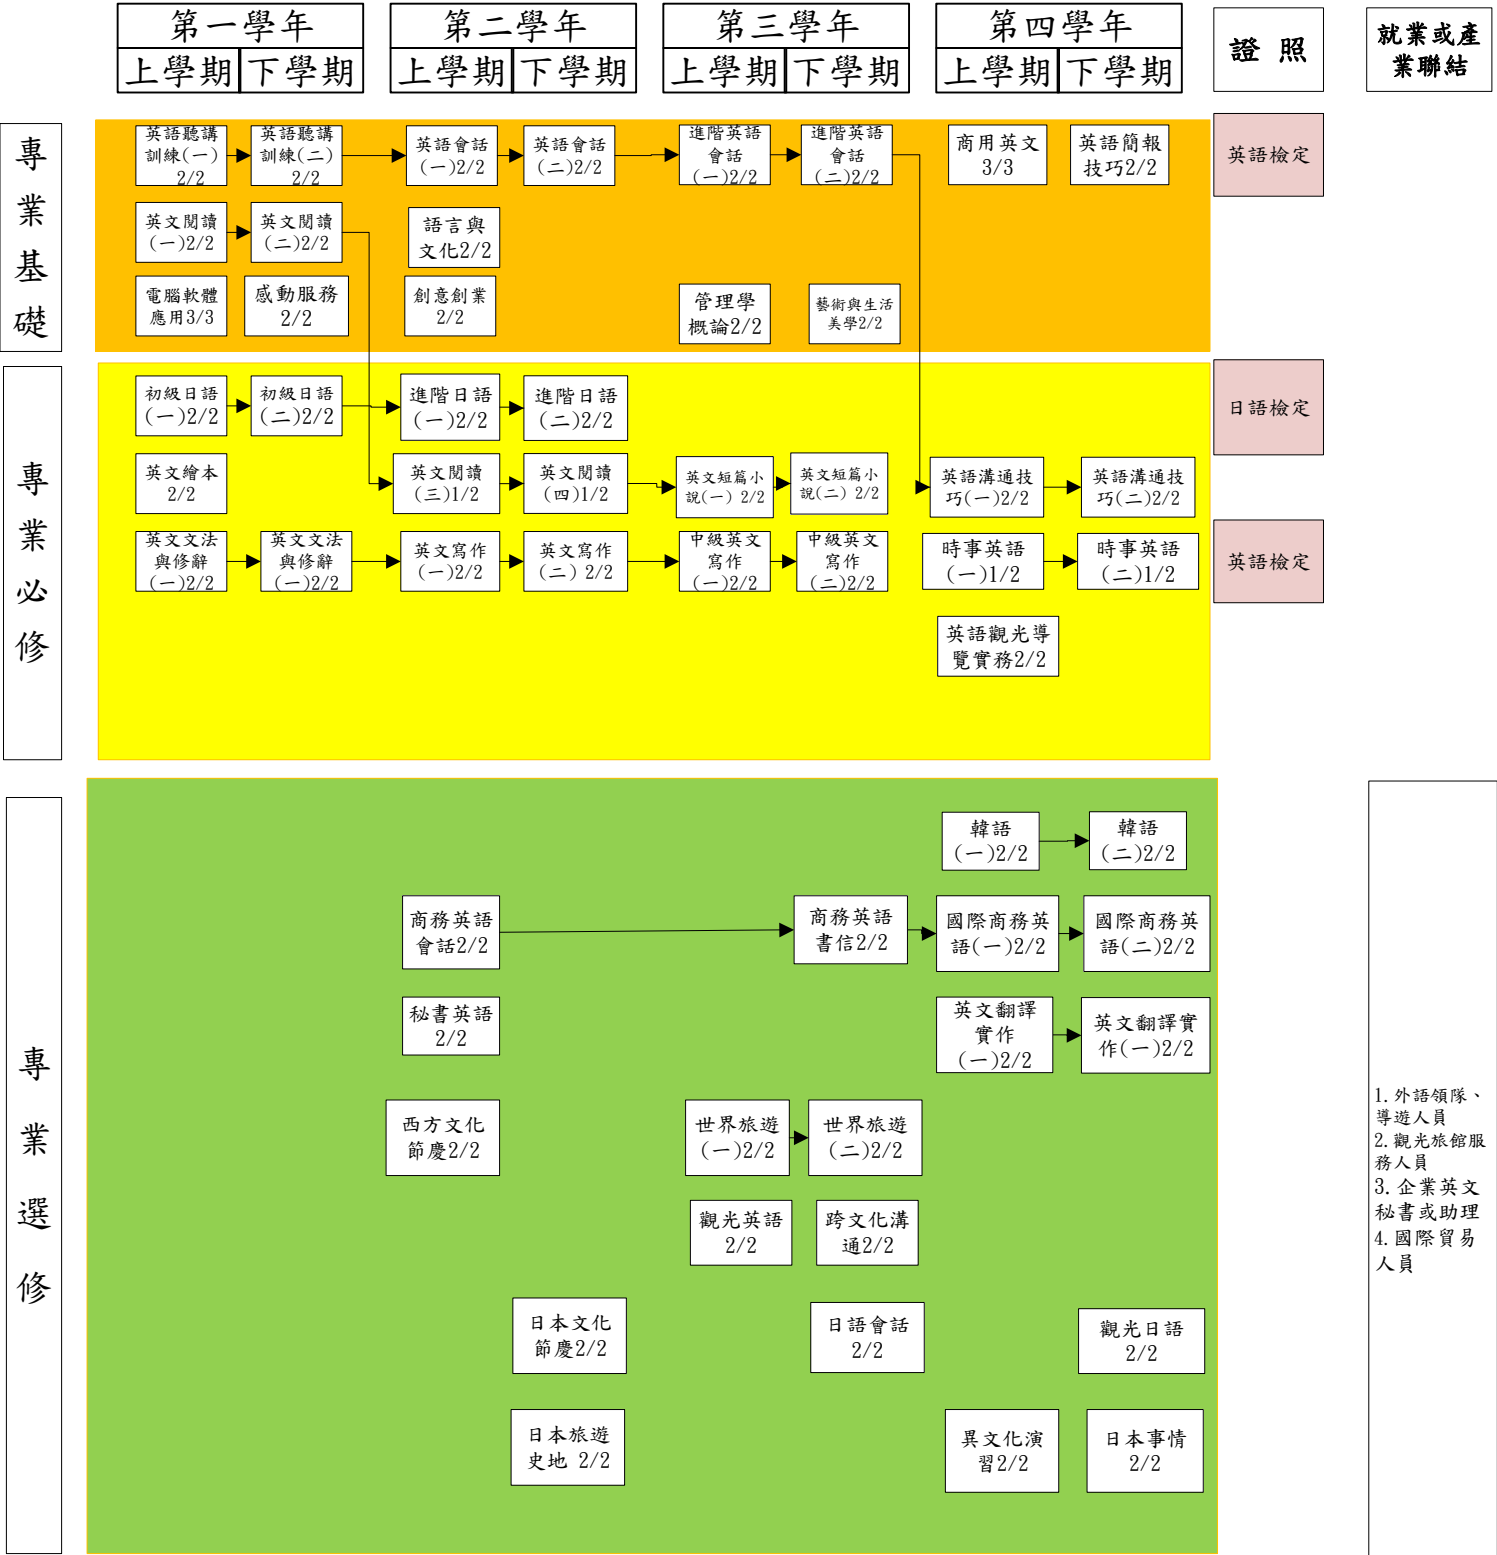 第一學年
第二學年
第三學年
第四學年
上學期
下學期
上學期
下學期
上學期
下學期
上學期
下學期
證 照
就業或產
業聯結
專業基礎
英語聽講
訓練(一)
2/2
英語聽講
訓練(二)
2/2
英語會話
(一)2/2
英語會話
(二)2/2
進階英語
會話
(一)2/2
進階英語
會話
(二)2/2
商用英文
3/3
英語簡報
技巧2/2
英語檢定
英文閱讀
(一)2/2
英文閱讀
(二)2/2
語言與
文化2/2
電腦軟體
應用3/3
感動服務
2/2
創意創業
2/2
管理學
概論2/2
藝術與生活
美學2/2
專業必修
初級日語
(一)2/2
初級日語
(二)2/2
進階日語
(一)2/2
進階日語
(二)2/2
日語檢定
英文繪本
2/2
英文閱讀
(三)1/2
英文閱讀
(四)1/2
英文短篇小
說(一) 2/2
英文短篇小
說(二) 2/2
英語溝通技
巧(一)2/2
英語溝通技
巧(二)2/2
英文文法
與修辭
(一)2/2
英文文法
與修辭
(一)2/2
英文寫作
(一)2/2
英文寫作
(二) 2/2
中級英文
寫作
(一)2/2
中級英文
寫作
(二)2/2
時事英語
(一)1/2
時事英語
(二)1/2
英語檢定
英語觀光導
覽實務2/2
專業選修
韓語
(一)2/2
韓語
(二)2/2
商務英語
會話2/2
商務英語
書信2/2
國際商務英
語(一)2/2
國際商務英
語(二)2/2
秘書英語
2/2
英文翻譯
實作
(一)2/2
英文翻譯實
作(一)2/2
西方文化
節慶2/2
世界旅遊
(一)2/2
世界旅遊
(二)2/2
觀光英語
2/2
跨文化溝
通2/2
日本文化
節慶2/2
日語會話
2/2
觀光日語
2/2
日本旅遊
史地 2/2
異文化演
習2/2
日本事情
2/2
1.外語領隊、
導遊人員
2.觀光旅館服
務人員
3.企業英文
秘書或助理
4.國際貿易
人員